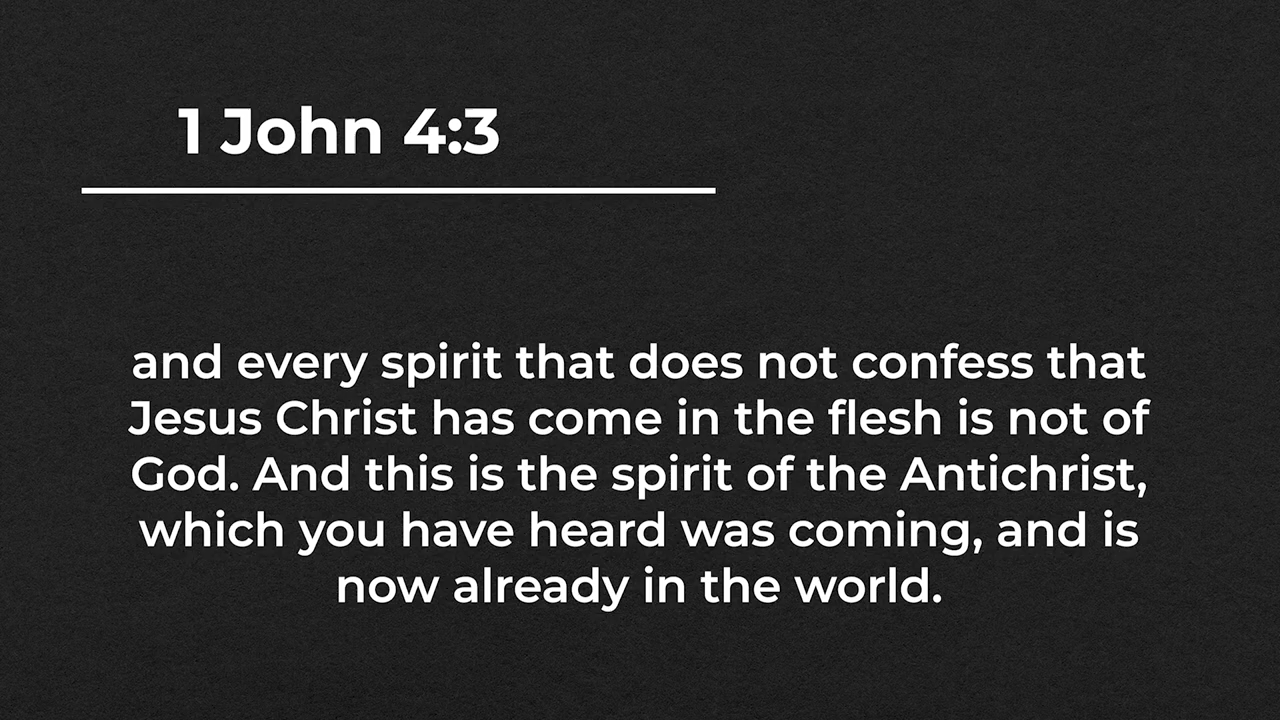 1 John 4:3
and every spirit that does not confess that
Jesus Christ has come in the flesh is not of
God. And this is the spirit of the Antichrist,
which you have heard was coming, and is
now already in the world.